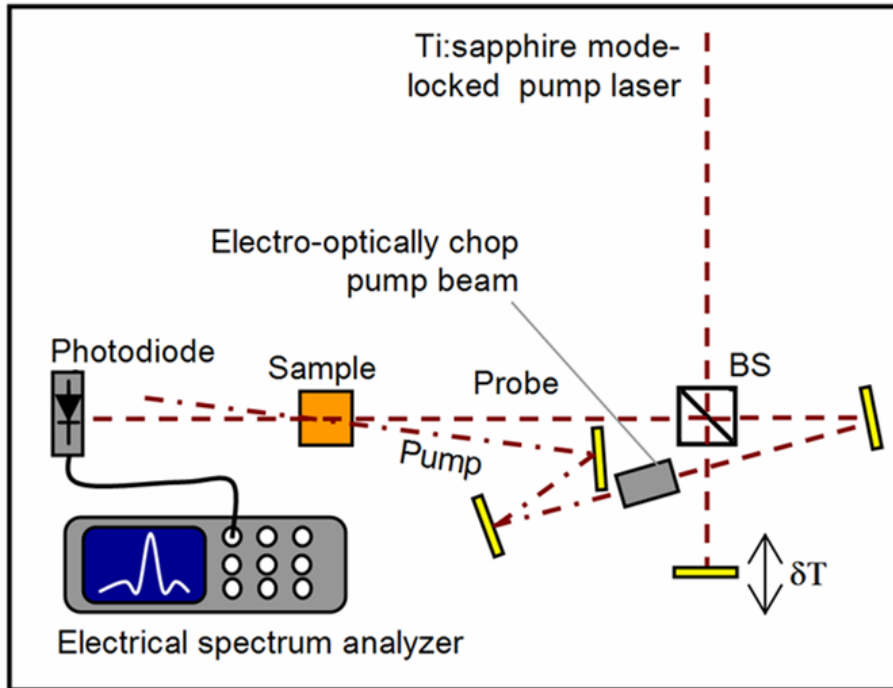 Ti:sapphire mode-
locked pump laser
Electro-optically chop
pump beam
Photodiode
Sample
Probe
BS
Pump
δT
Electrical spectrum analyzer